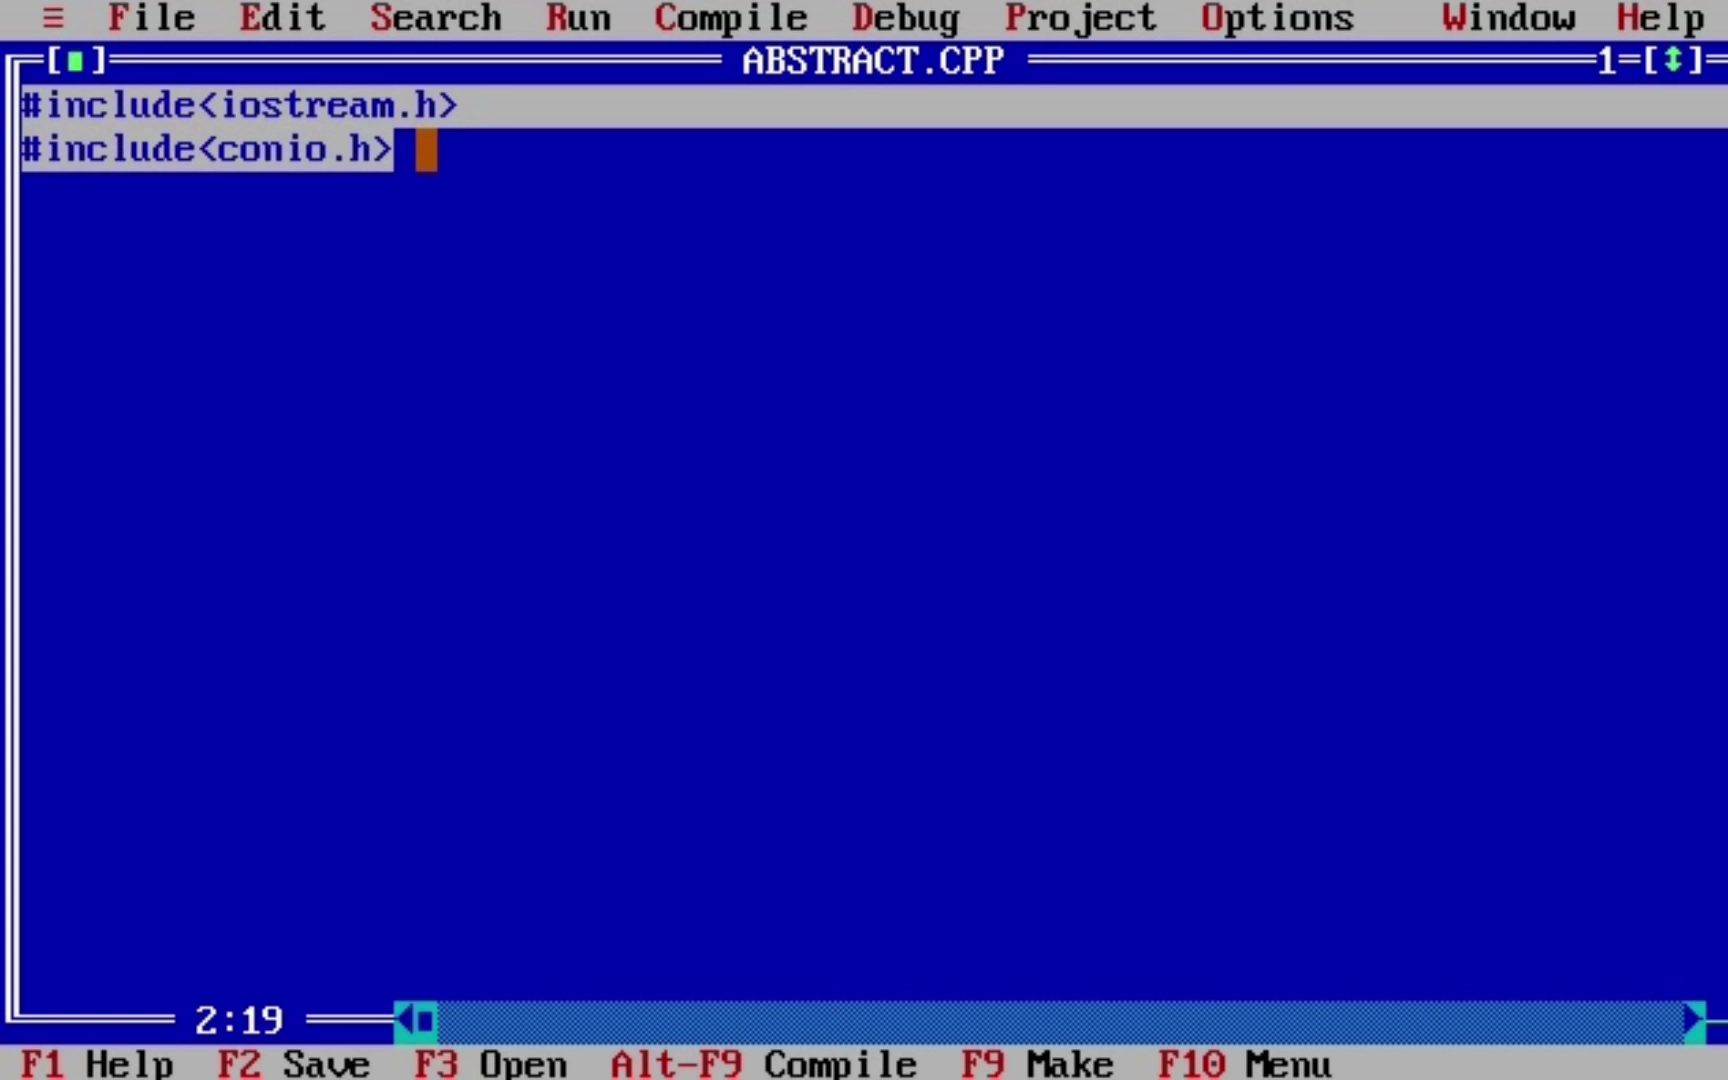 ≡ File Edit Search Run Compile Debug Project Options Window Help
[■] ABSTRACT.CPP 1=[↕]
#include<iostream.h>
#include<conio.h>
2:19
F1 Help F2 Save F3 Open Alt-F9 Compile F9 Make F10 Menu